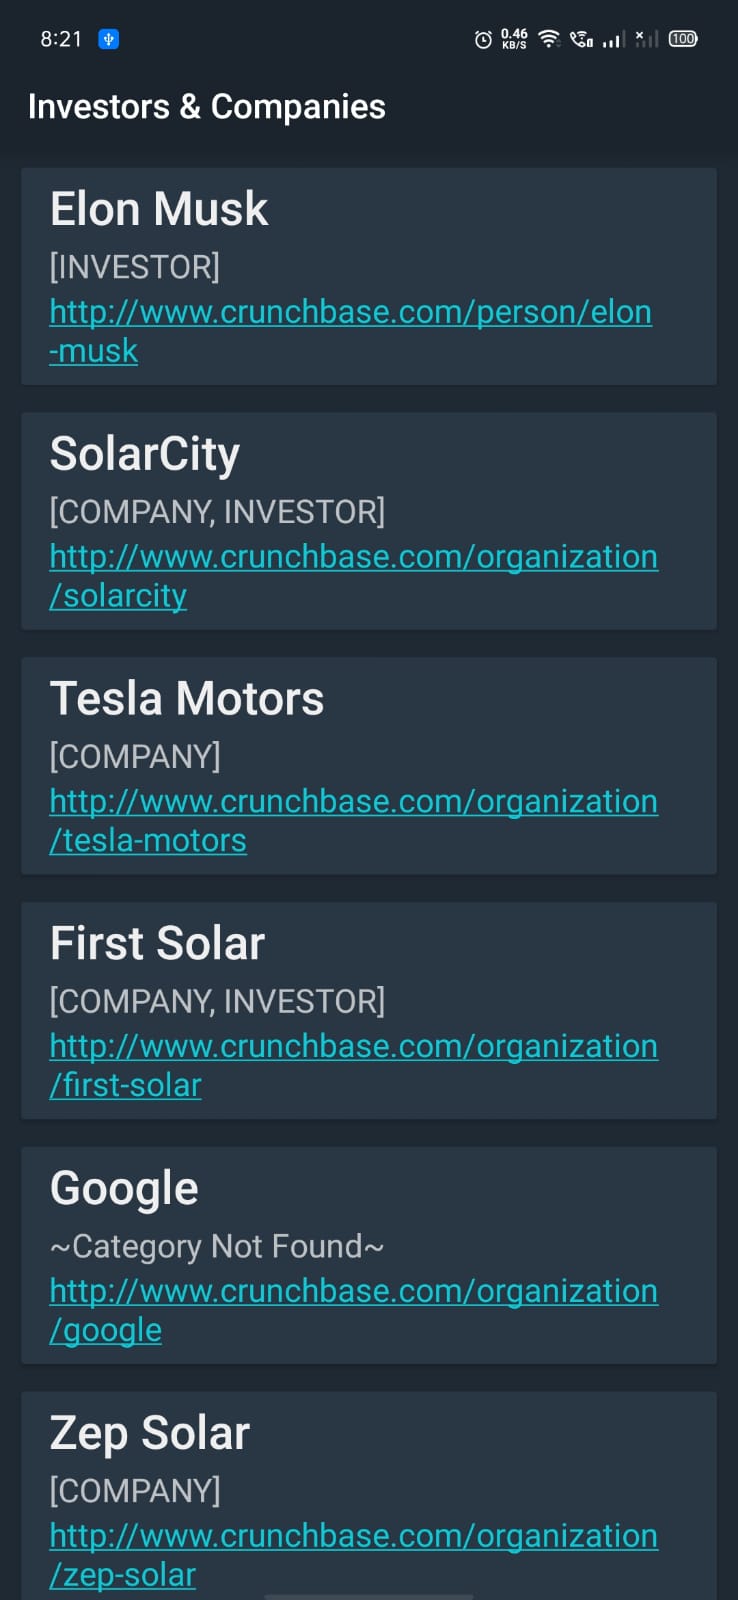 8:21 0.46 KB/S 100
Investors & Companies
Elon Musk
[INVESTOR]
http://www.crunchbase.com/person/elon
-musk
SolarCity
[COMPANY, INVESTOR]
http://www.crunchbase.com/organization
/solarcity
Tesla Motors
[COMPANY]
http://www.crunchbase.com/organization
/tesla-motors
First Solar
[COMPANY, INVESTOR]
http://www.crunchbase.com/organization
/first-solar
Google
~Category Not Found~
http://www.crunchbase.com/organization
/google
Zep Solar
[COMPANY]
http://www.crunchbase.com/organization
/zep-solar